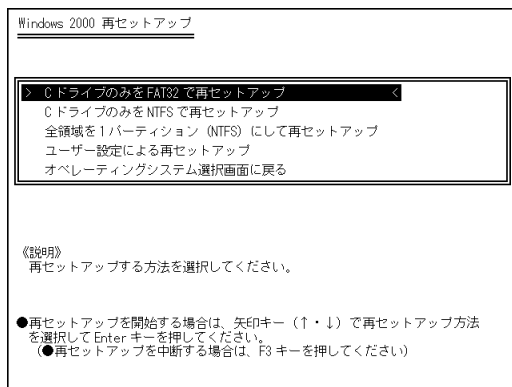 Windows 2000 再セットアップ
> Cドライブのみを FAT32 で再セットアップ <
Cドライブのみを NTFS で再セットアップ
全領域を1パーティション (NTFS) にして再セットアップ
ユーザー設定による再セットアップ
オペレーティングシステム選択画面に戻る
《説明》
再セットアップする方法を選択してください。
●再セットアップを開始する場合は、矢印キー(↑・↓)で再セットアップ方法
を選択して Enter キーを押してください。
(●再セットアップを中断する場合は、F3 キーを押してください)